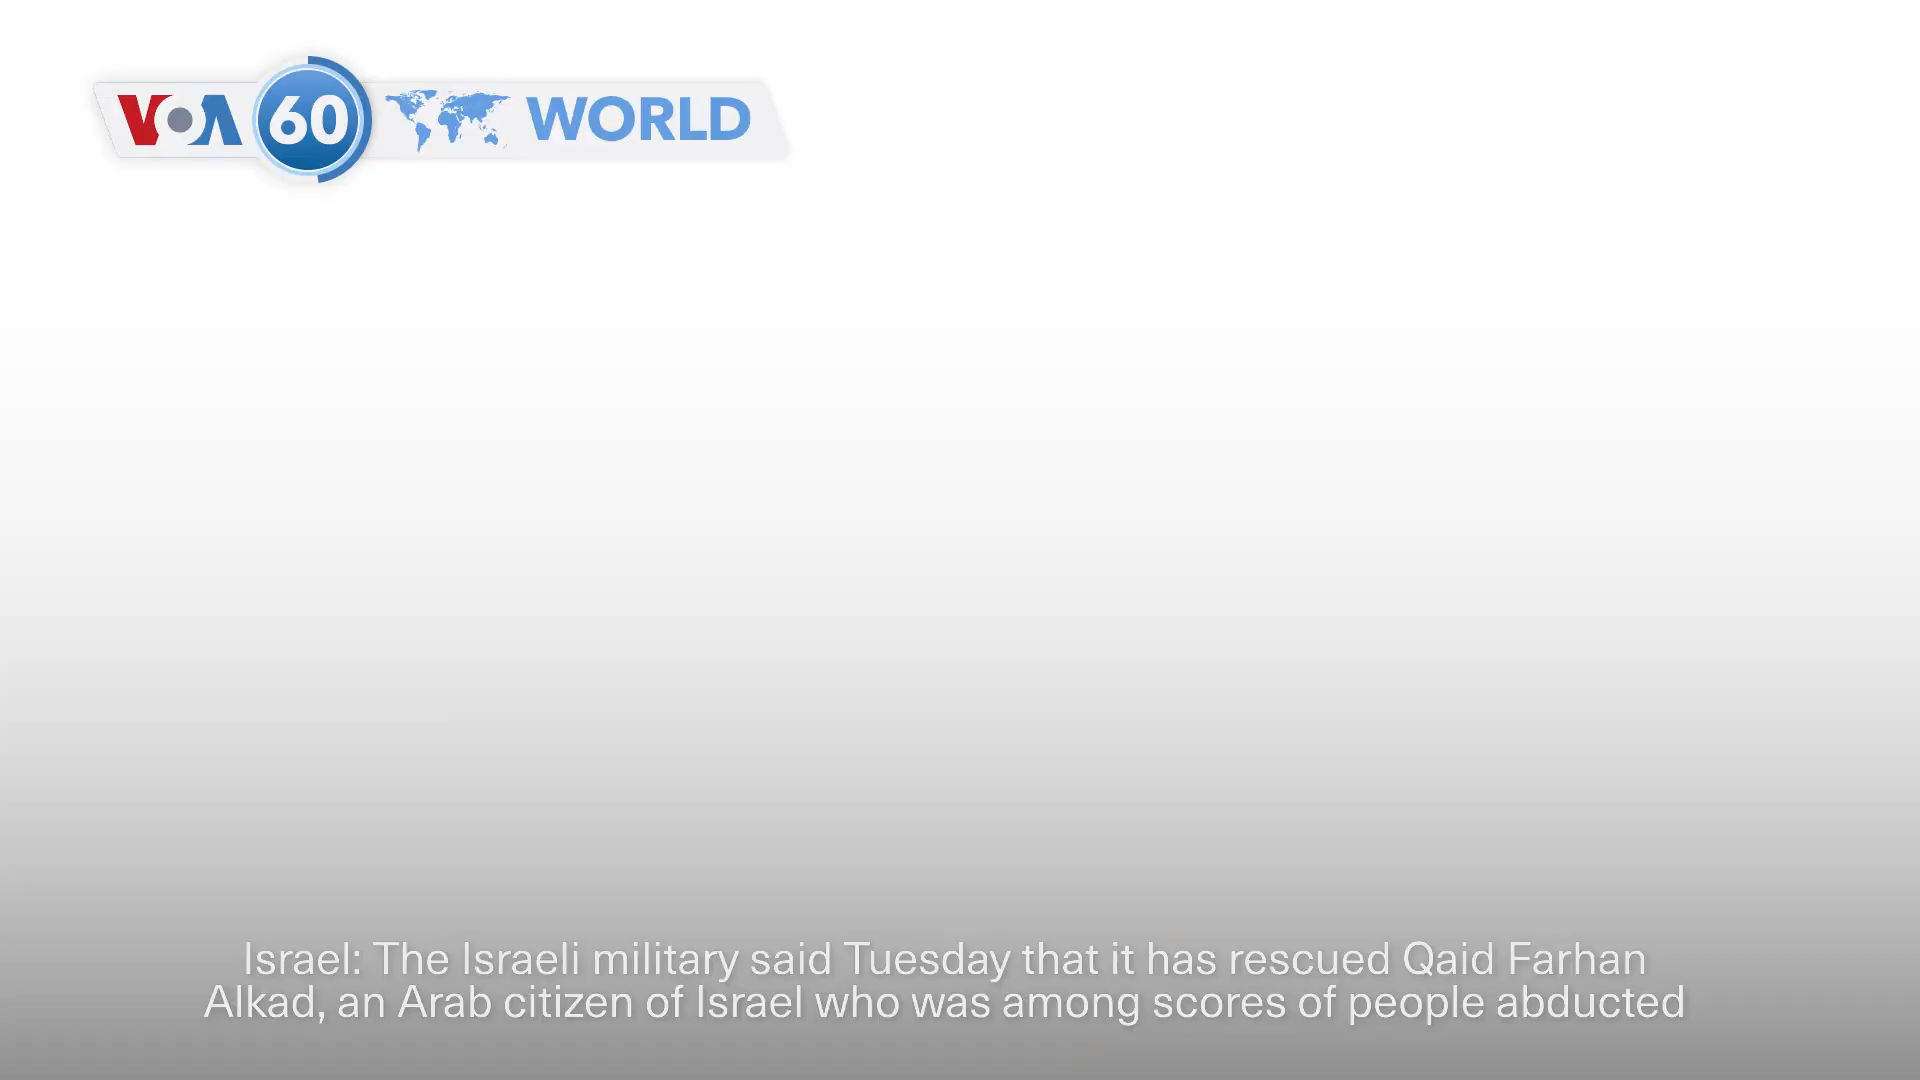 VOA 60 WORLD
Israel: The Israeli military said Tuesday that it has rescued Qaid Farhan
Alkad, an Arab citizen of Israel who was among scores of people abducted